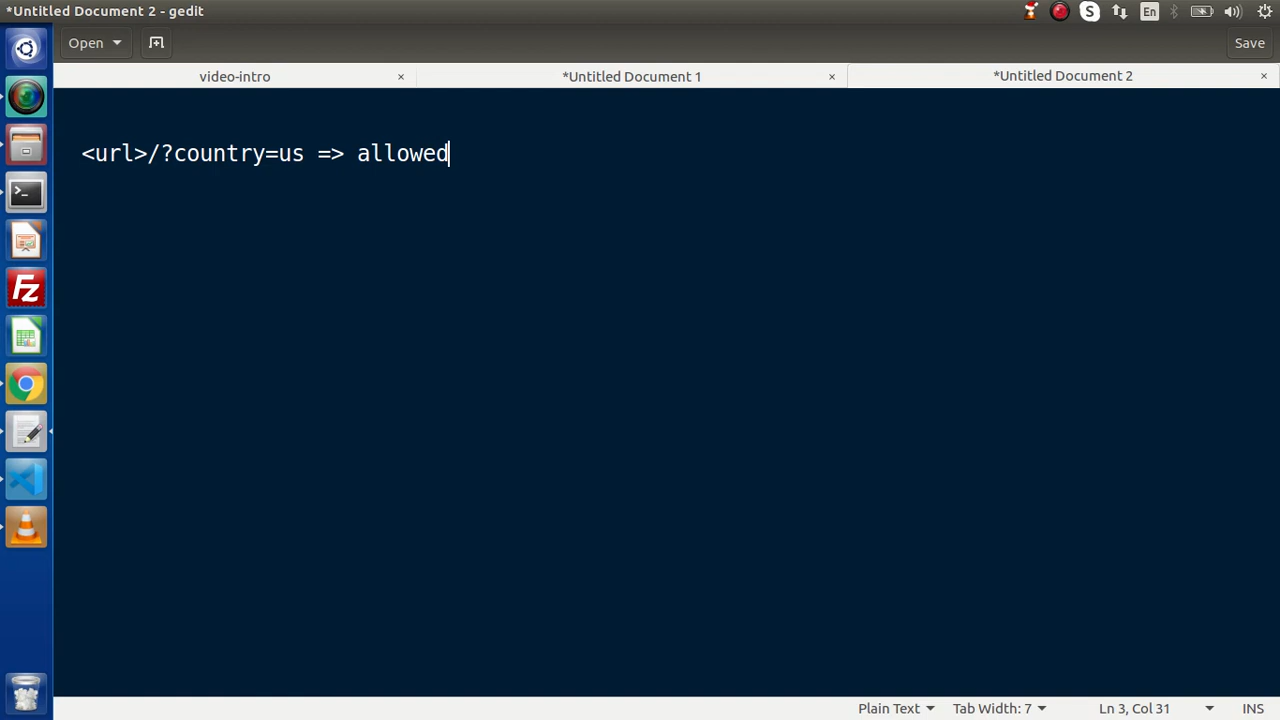 *Untitled Document 2 - gedit
En
Open
Save
video-intro
*Untitled Document 1
*Untitled Document 2
<url>/?country=us => allowed
Plain Text
Tab Width: 7
Ln 3, Col 31
INS